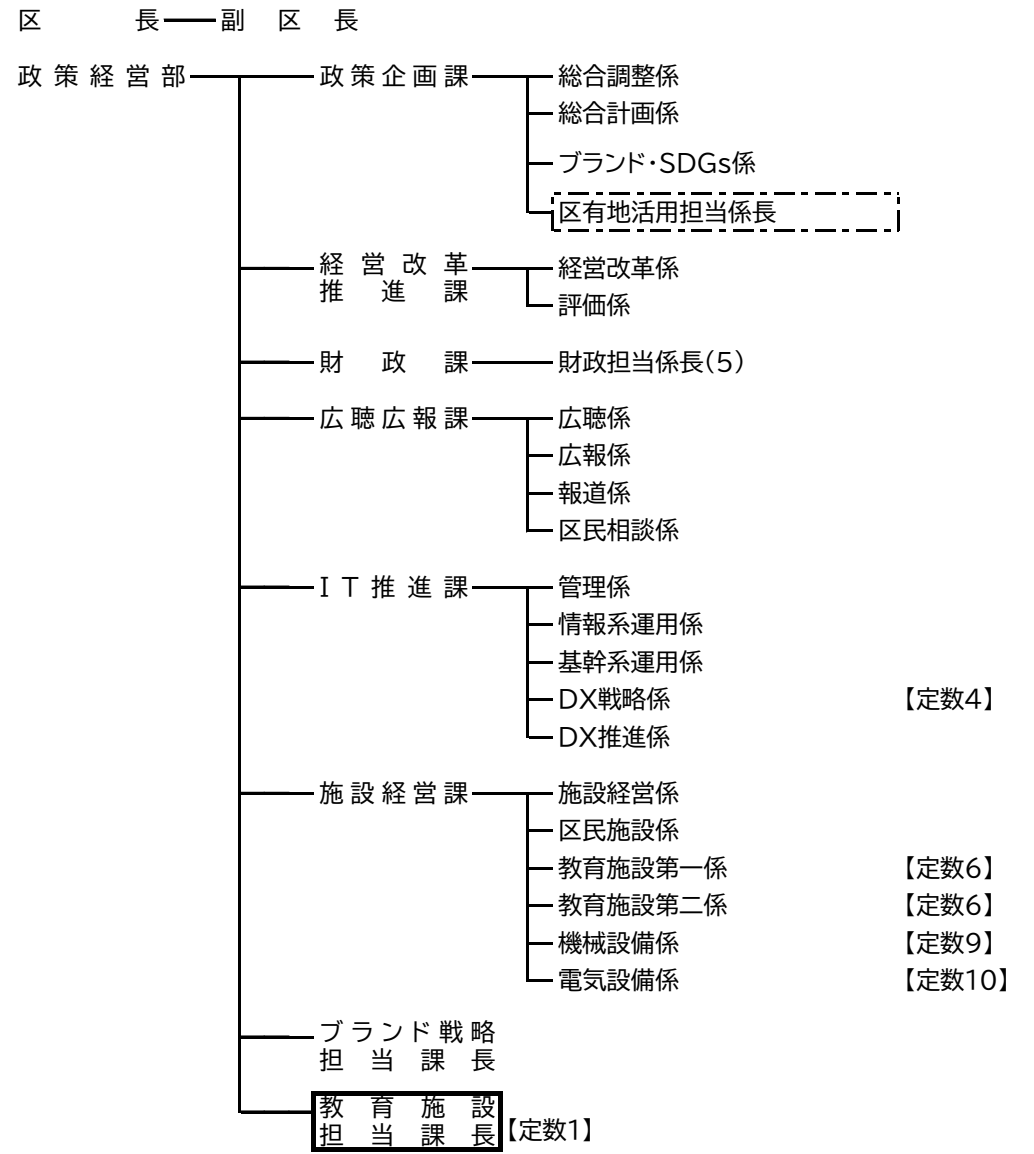 区長 副区長
政策経営部 政策企画課 総合調整係
総合計画係
ブランド・SDGs係
区有地活用担当係長
経営改革 経営改革係
推進課
評価係
財政課 財政担当係長(5)
広聴広報課 広聴係
広報係
報道係
区民相談係
IT推進課 管理係
情報系運用係
基幹系運用係
DX戦略係 【定数4】
DX推進係
施設経営課 施設経営係
区民施設係
教育施設第一係 【定数6】
教育施設第二係 【定数6】
機械設備係 【定数9】
電気設備係 【定数10】
ブランド戦略
担当課長
教育施設
担当課長【定数1】